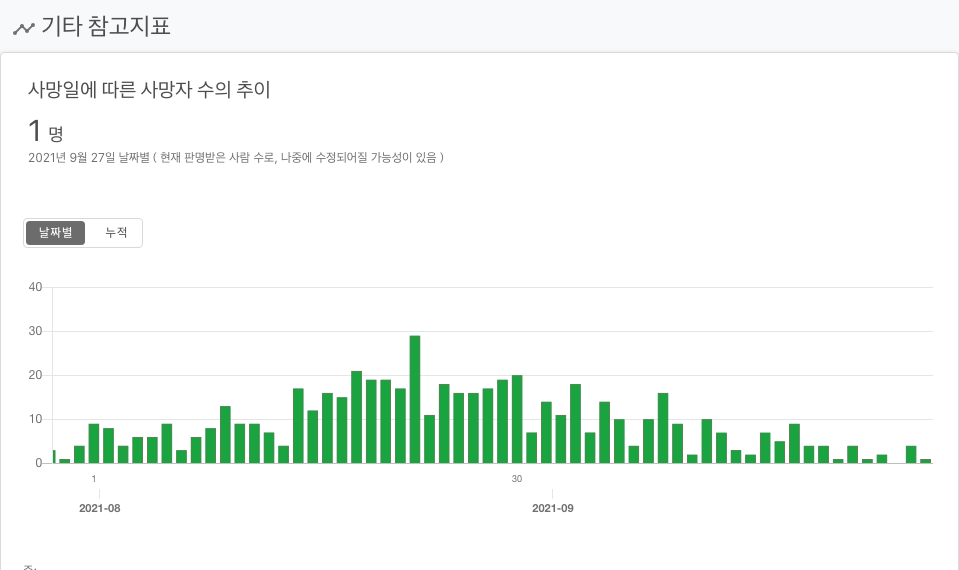 기타 참고지표
사망일에 따른 사망자 수의 추이
1 명
2021년 9월 27일 날짜별 ( 현재 판명받은 사람 수로, 나중에 수정되어질 가능성이 있음 )
날짜별 누적
40
30
20
10
0
1 30
2021-08 2021-09